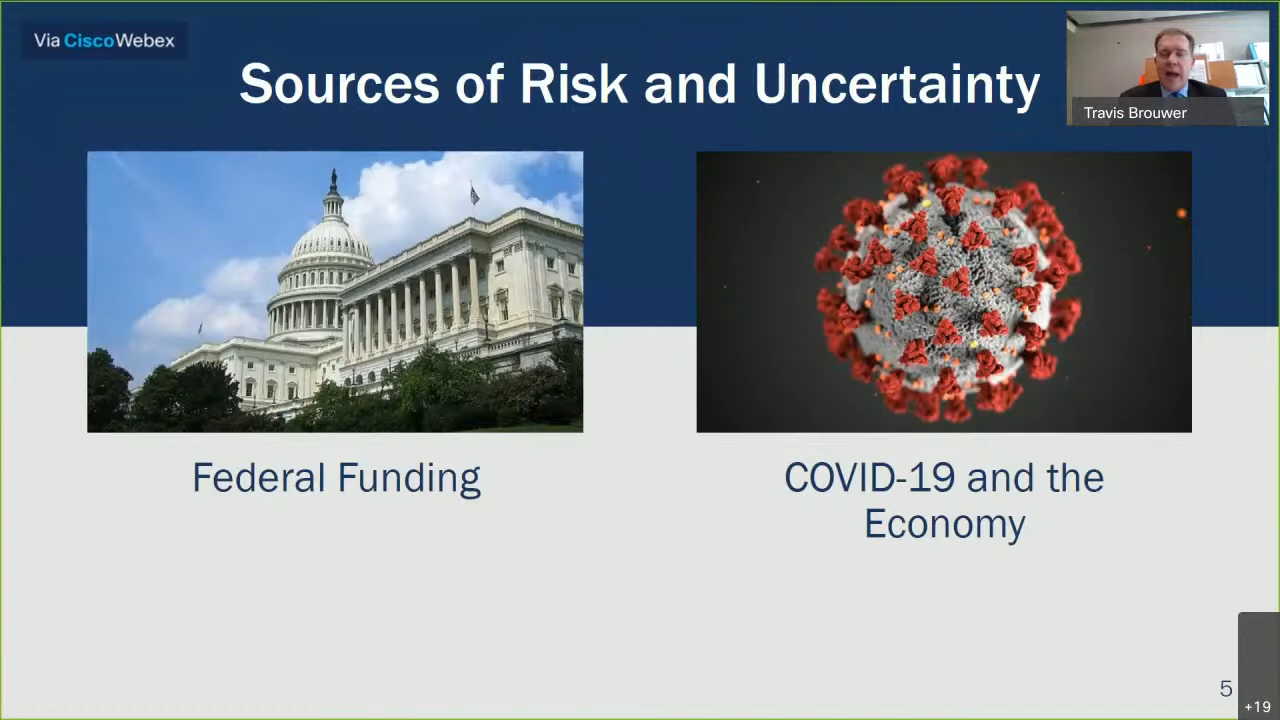 Via CiscoWebex
Sources of Risk and Uncertainty
Travis Brouwer
Federal Funding
COVID-19 and the
Economy
5
+19